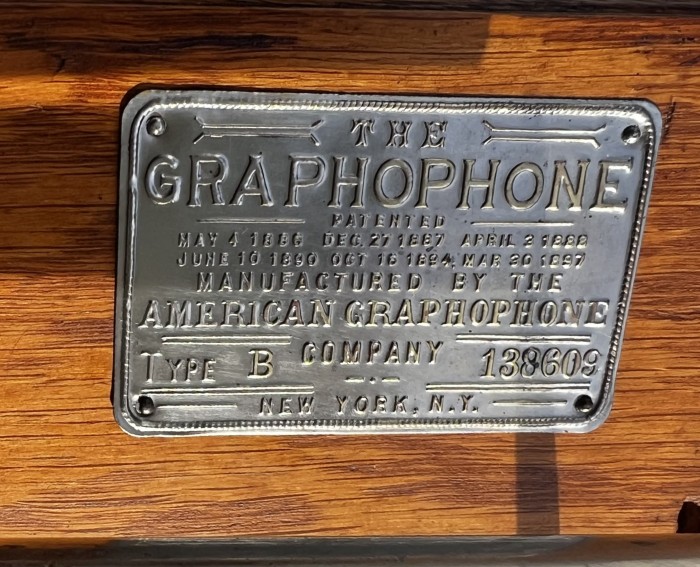 THE
GRAPHOPHONE
PATENTED
MAY 4 1886 DEC. 27 1887 APRIL 2 1888
JUNE 10 1890 OCT 16 1894, MAR 20 1897
MANUFACTURED BY THE
AMERICAN GRAPHOPHONE
COMPANY
TYPE B 138609
NEW YORK, N.Y.